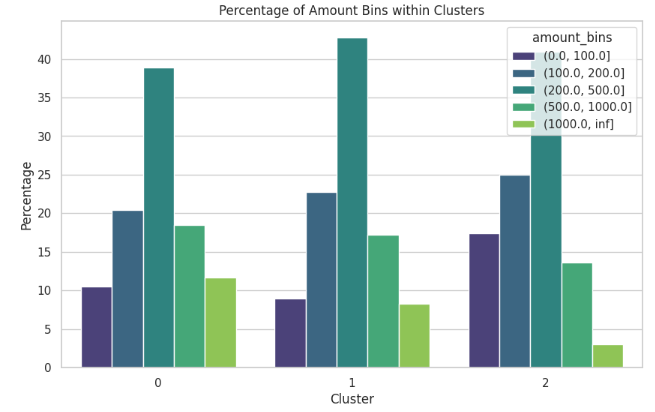 Percentage of Amount Bins within Clusters
amount_bins
(0.0, 100.0]
(100.0, 200.0]
(200.0, 500.0]
(500.0, 1000.0]
(1000.0, inf]
Percentage
40
35
30
25
20
15
10
5
0
0 1 2
Cluster